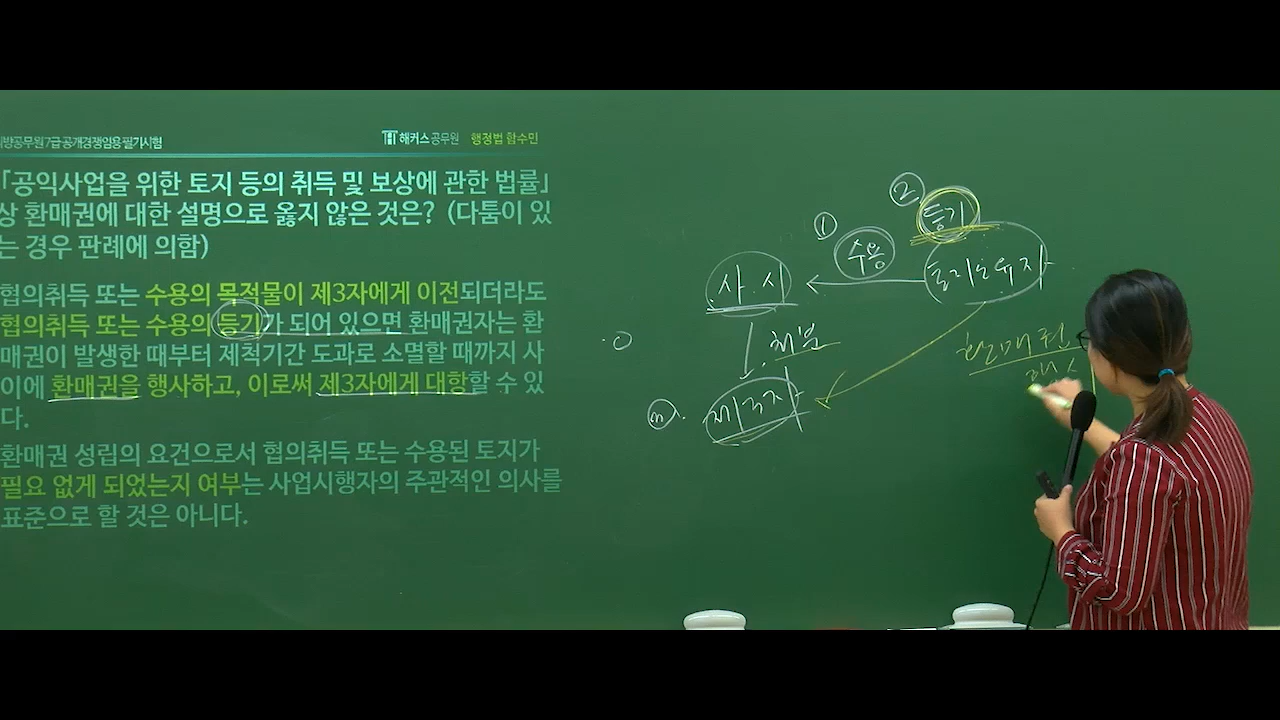 지방공무원 7급 공개경쟁임용 필기시험
해커스 공무원 행정법 함수민
「공익사업을 위한 토지 등의 취득 및 보상에 관한 법률」
상 환매권에 대한 설명으로 옳지 않은 것은? (다툼이 있
는 경우 판례에 의함)
협의취득 또는 수용의 목적물이 제3자에게 이전되더라도
협의취득 또는 수용의 등기가 되어 있으면 환매권자는 환
매권이 발생한 때부터 제척기간 도과로 소멸할 때까지 사
이에 환매권을 행사하고, 이로써 제3자에게 대항할 수 있
다.
환매권 성립의 요건으로서 협의취득 또는 수용된 토지가
필요 없게 되었는지 여부는 사업시행자의 주관적인 의사를
표준으로 할 것은 아니다.
② 등기
① 수용
사.시
토지소유자
처분
환매권
제3자